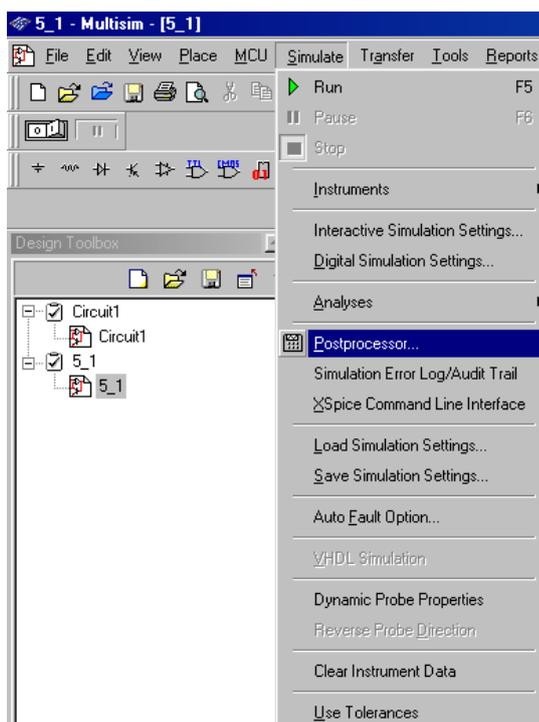 5_1 - Multisim - [5_1]
File Edit View Place MCU Simulate Transfer Tools Reports
Run F5
Pause F6
Stop
TTL CMOS
Instruments
Interactive Simulation Settings...
Design Toolbox
Digital Simulation Settings...
Analyses
Circuit1
Circuit1
5_1
5_1
Postprocessor...
Simulation Error Log/Audit Trail
XSpice Command Line Interface
Load Simulation Settings...
Save Simulation Settings...
Auto Fault Option...
VHDL Simulation
Dynamic Probe Properties
Reverse Probe Direction
Clear Instrument Data
Use Tolerances